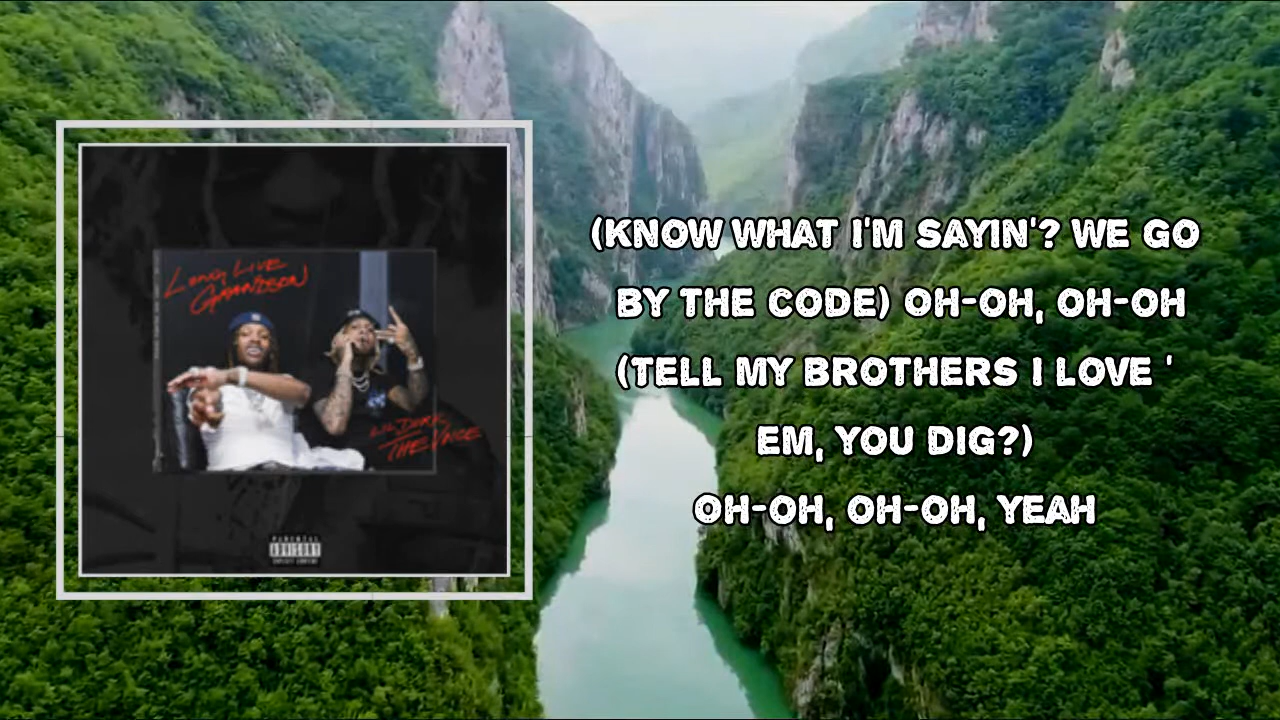 LONG LIVE
GRANDSON
LIL DURK
THE VOICE
PARENTAL
ADVISORY
EXPLICIT CONTENT
(KNOW WHAT I'M SAYIN'? WE GO
BY THE CODE) OH-OH, OH-OH
(TELL MY BROTHERS I LOVE '
EM, YOU DIG?)
OH-OH, OH-OH, YEAH